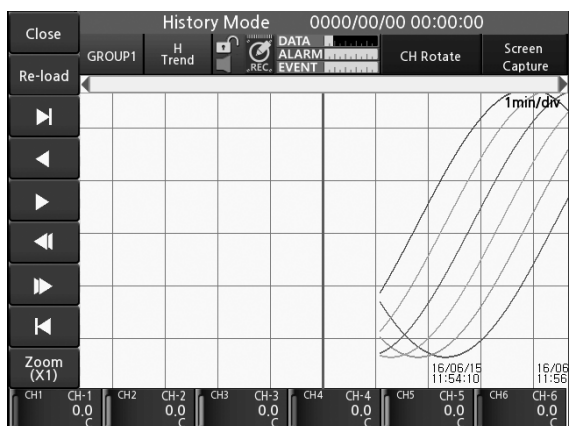 Close
History Mode 0000/00/00 00:00:00
Re-load
GROUP1
H
Trend
REC
DATA
ALARM
EVENT
CH Rotate
Screen
Capture
1min/div
Zoom
(X1)
16/06/15
11:54:10
16/06
11:56
CH1 CH-1
0.0
C
CH2 CH-2
0.0
C
CH3 CH-3
0.0
C
CH4 CH-4
0.0
C
CH5 CH-5
0.0
C
CH6 CH-6
0.0
C